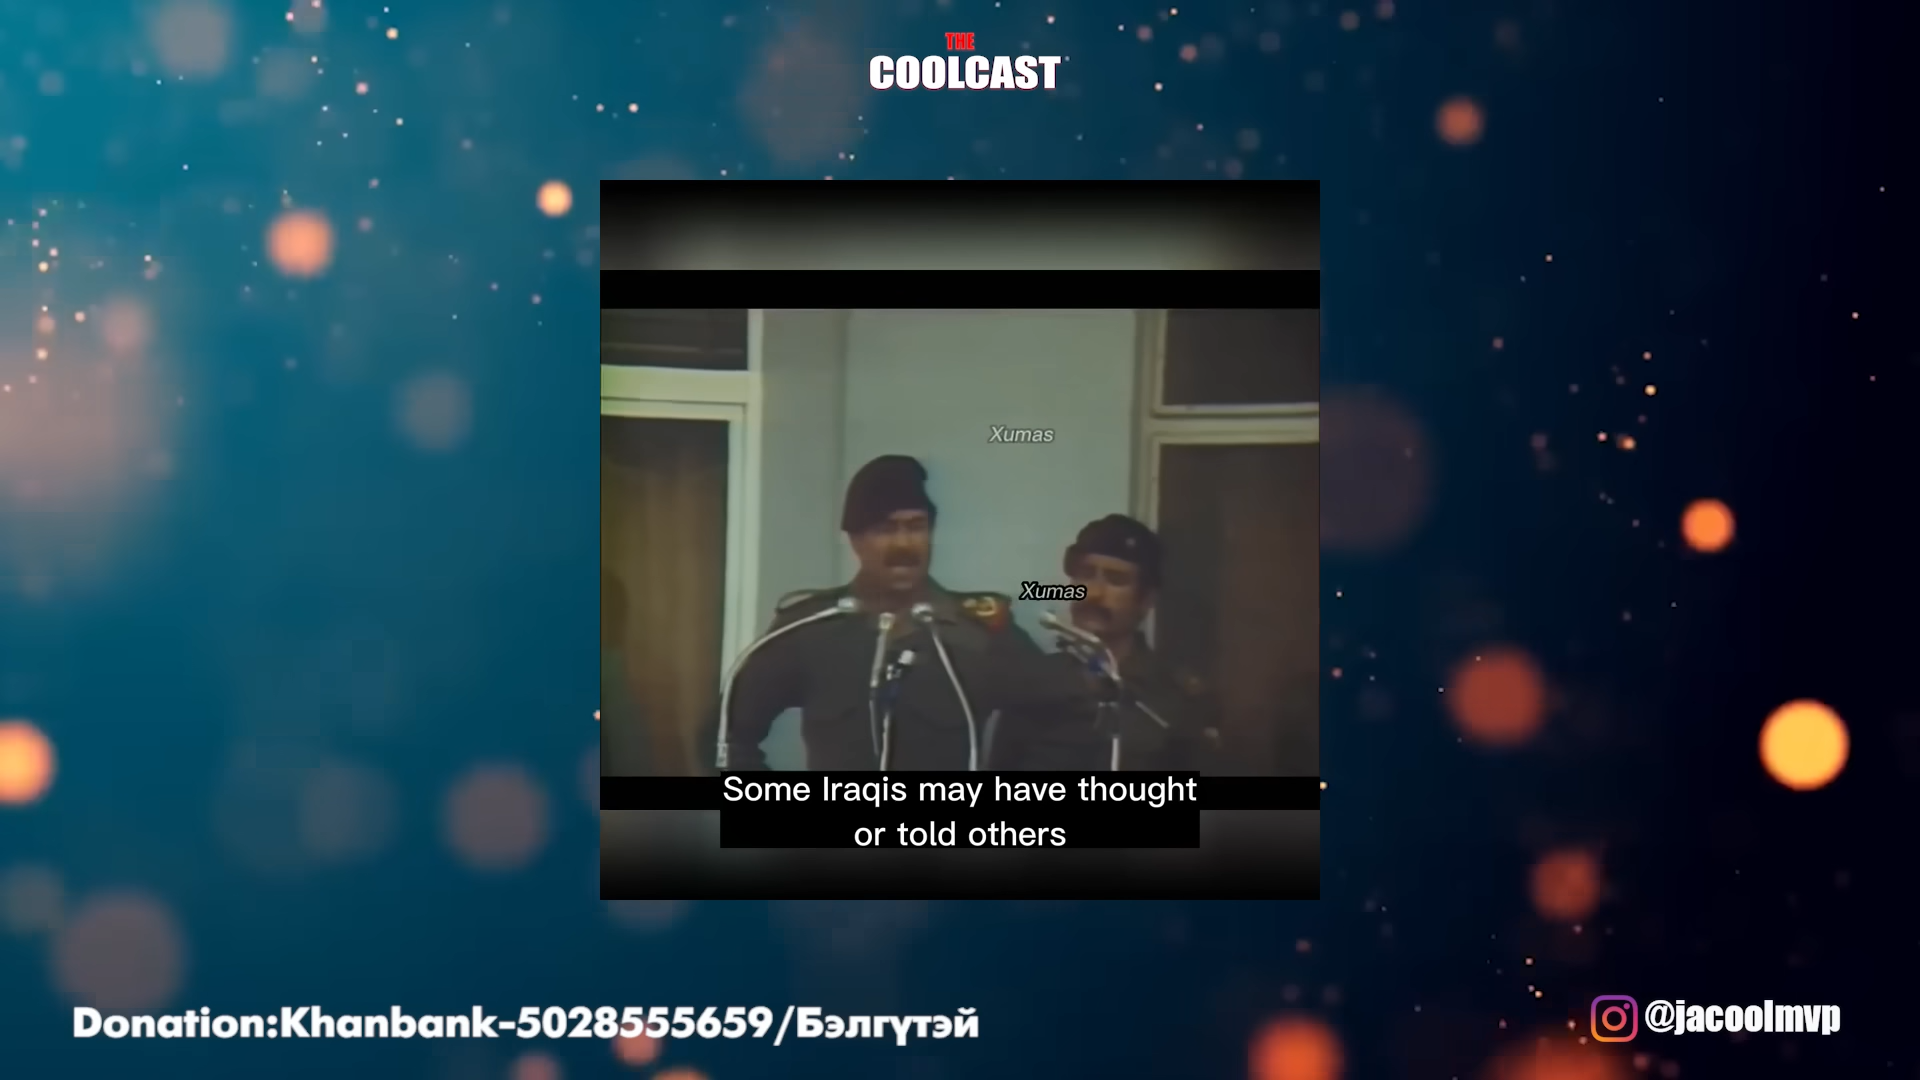 THE
COOLCAST
Xumas
Xumas
Some Iraqis may have thought
or told others
Donation:Khanbank-5028555659/Бэлгүтэй
@jacoolmvp